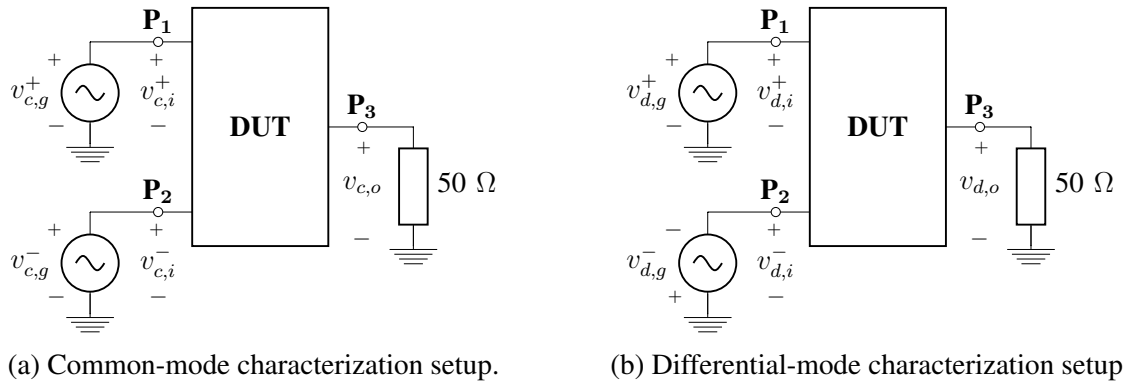 P1 P1
+ + + +
v+c,g v+c,i v+d,g v+d,i
− − − −
DUT P3 DUT P3
+ +
P2 vc,o 50 Ω P2 vd,o 50 Ω
+ + − − + −
v−c,g v−c,i v−d,g v−d,i
− − + −
(a) Common-mode characterization setup. (b) Differential-mode characterization setup